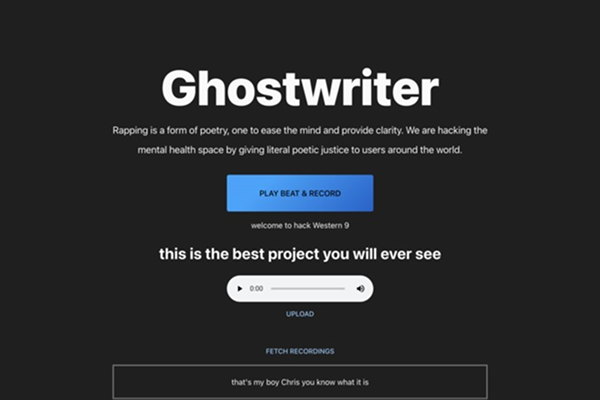 Ghostwriter
Rapping is a form of poetry, one to ease the mind and provide clarity. We are hacking the
mental health space by giving literal poetic justice to users around the world.
PLAY BEAT & RECORD
welcome to hack Western 9
this is the best project you will ever see
0:00
UPLOAD
FETCH RECORDINGS
that's my boy Chris you know what it is